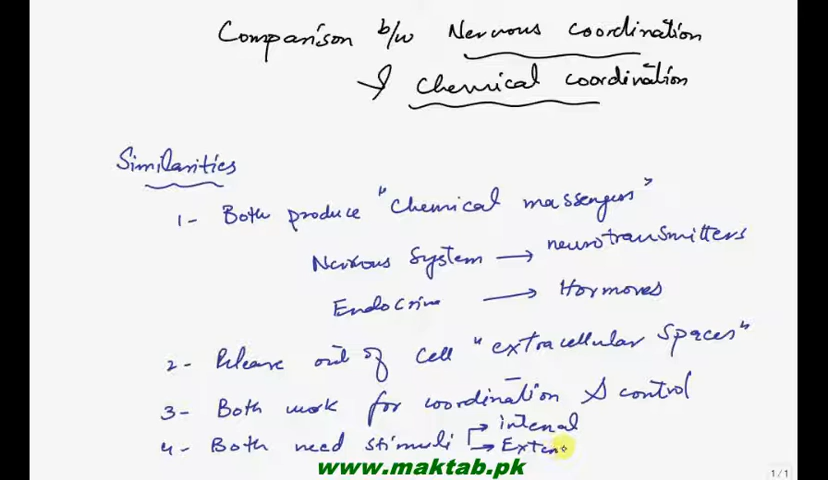 Comparison b/w Nervous coordination
& Chemical coordination
Similarities
1- Both produce "Chemical massengers"
Nervous System → neurotransmitters
Endocrine → Hormones
2- Release out of Cell "extracellular Spaces"
3- Both work for coordination & control
4- Both need stimuli → internal
→ Extern
www.maktab.pk
1/1